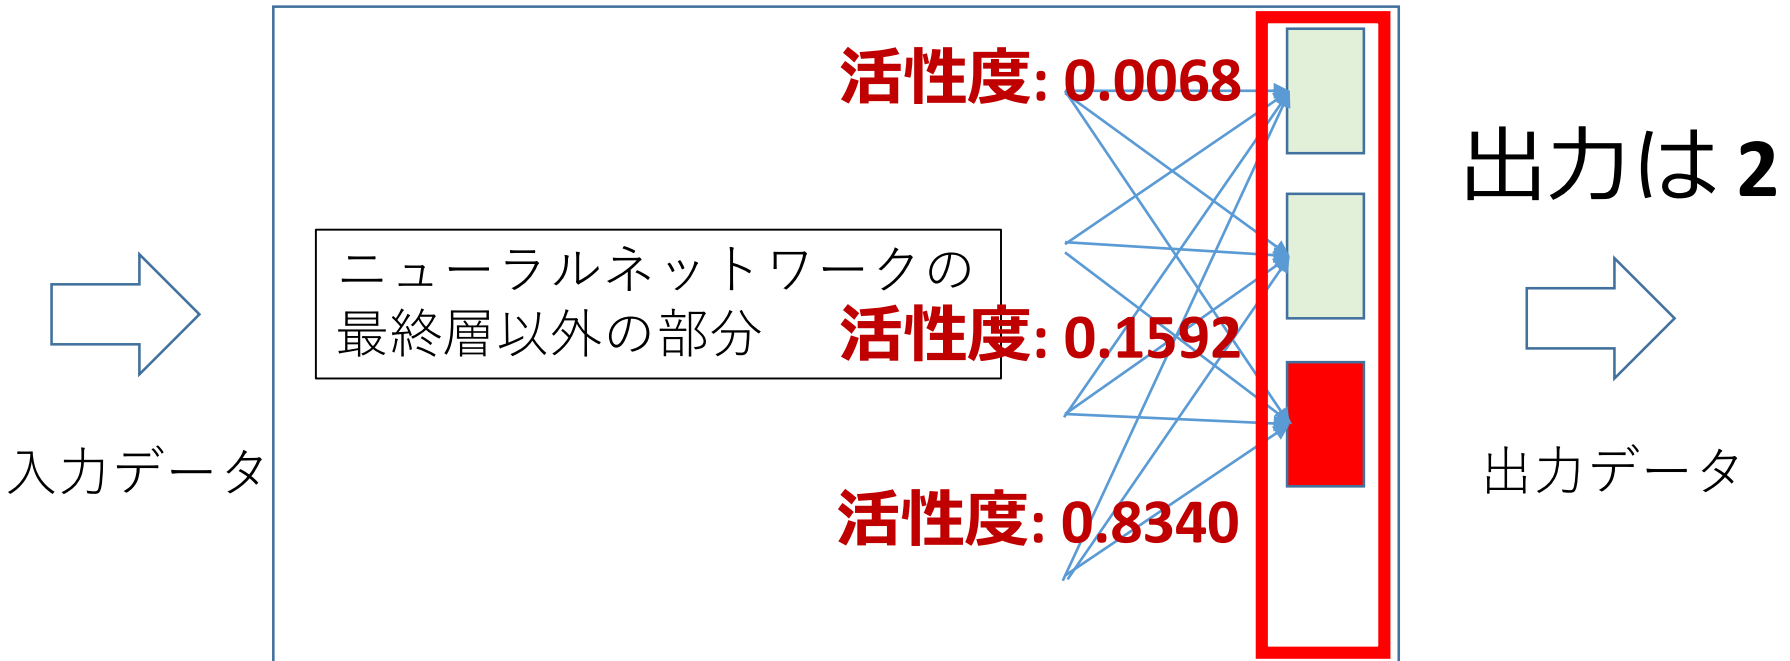 活性度: 0.0068
出力は 2
ニューラルネットワークの
最終層以外の部分
活性度: 0.1592
入力データ
出力データ
活性度: 0.8340